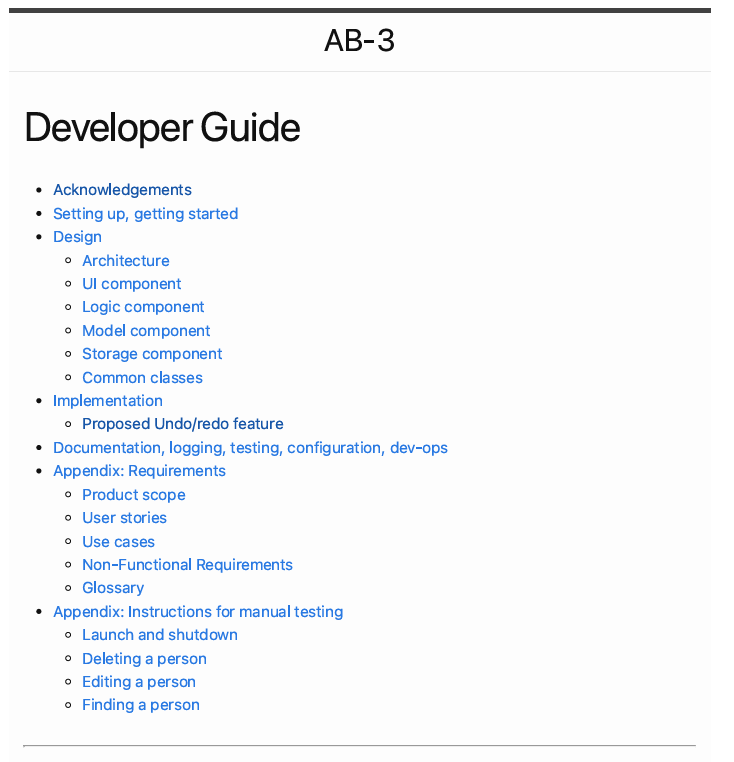 AB-3
Developer Guide
Acknowledgements
Setting up, getting started
Design
Architecture
UI component
Logic component
Model component
Storage component
Common classes
Implementation
Proposed Undo/redo feature
Documentation, logging, testing, configuration, dev-ops
Appendix: Requirements
Product scope
User stories
Use cases
Non-Functional Requirements
Glossary
Appendix: Instructions for manual testing
Launch and shutdown
Deleting a person
Editing a person
Finding a person